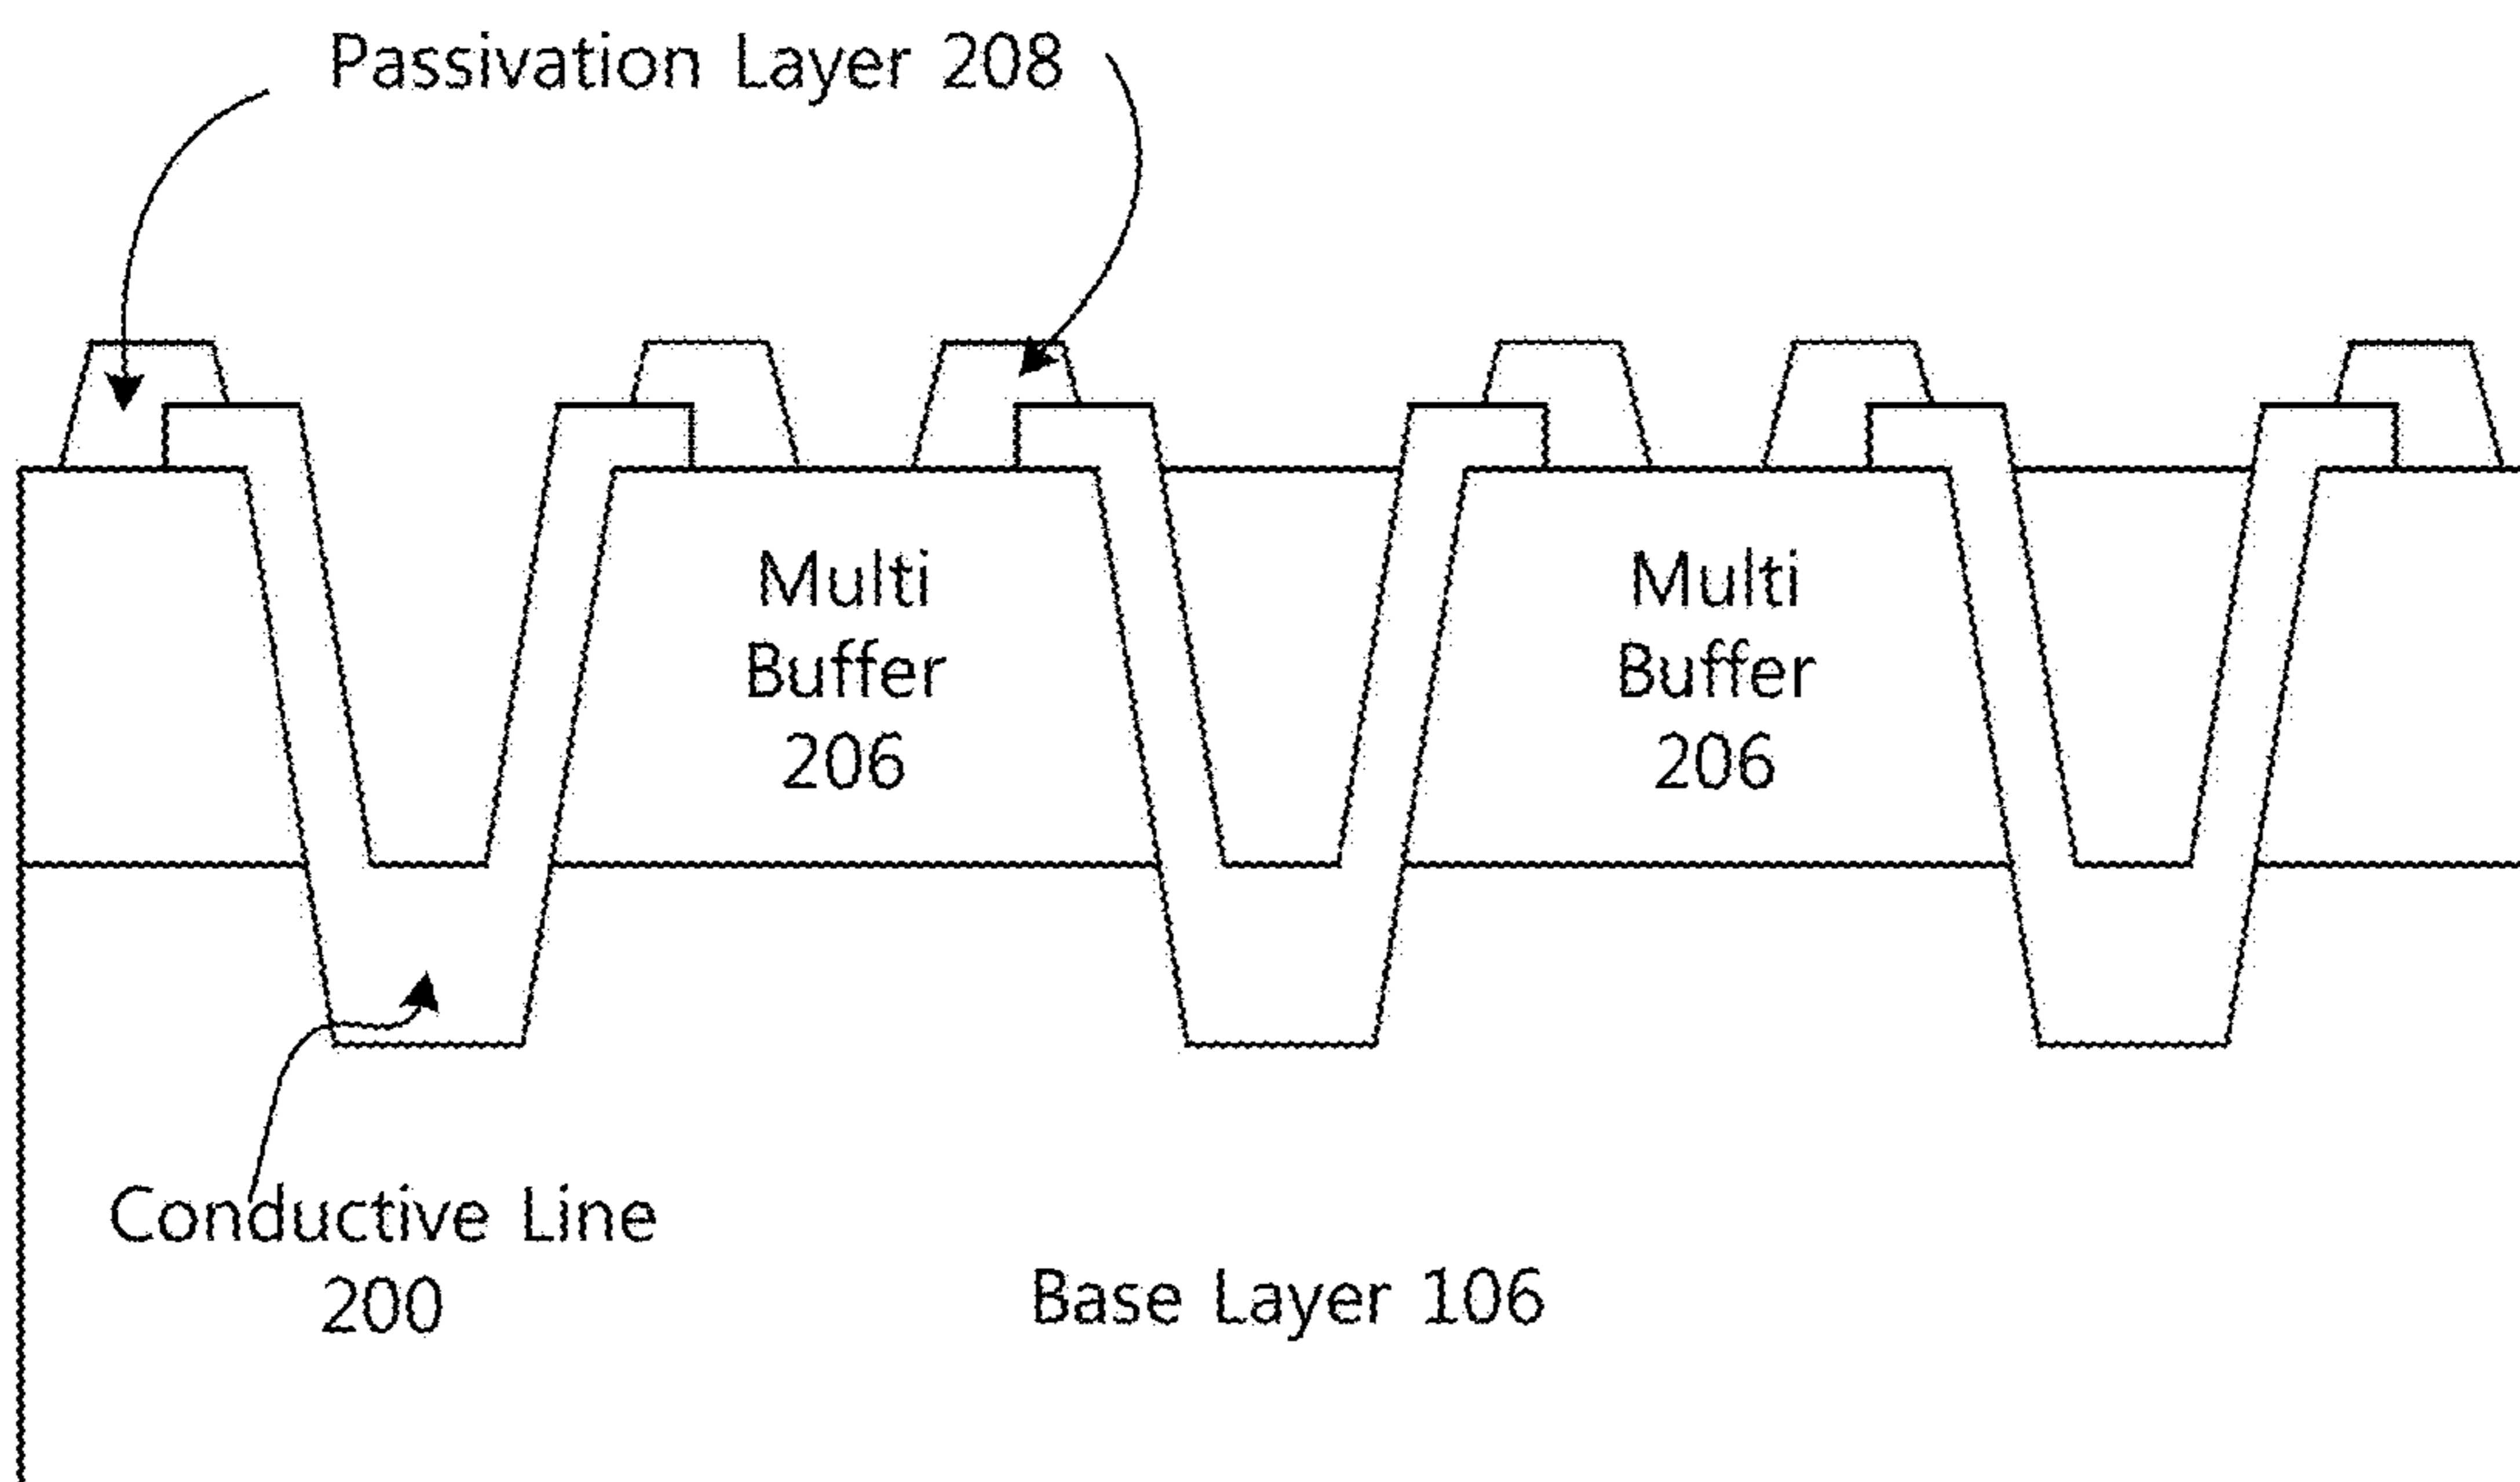 Passivation Layer 208
Multi
Buffer
206
Multi
Buffer
206
Conductive Line
200
Base Layer 106